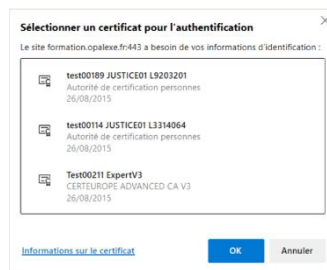 Sélectionner un certificat pour l'authentification
Le site formation.opalexe.fr:443 a besoin de vos informations d'identification :
test00189 JUSTICE01 L9203201
Autorité de certification personnes
26/08/2015
test00114 JUSTICE01 L3314064
Autorité de certification personnes
26/08/2015
Test00211 ExpertV3
CERTEUROPE ADVANCED CA V3
26/08/2015
Informations sur le certificat
OK
Annuler